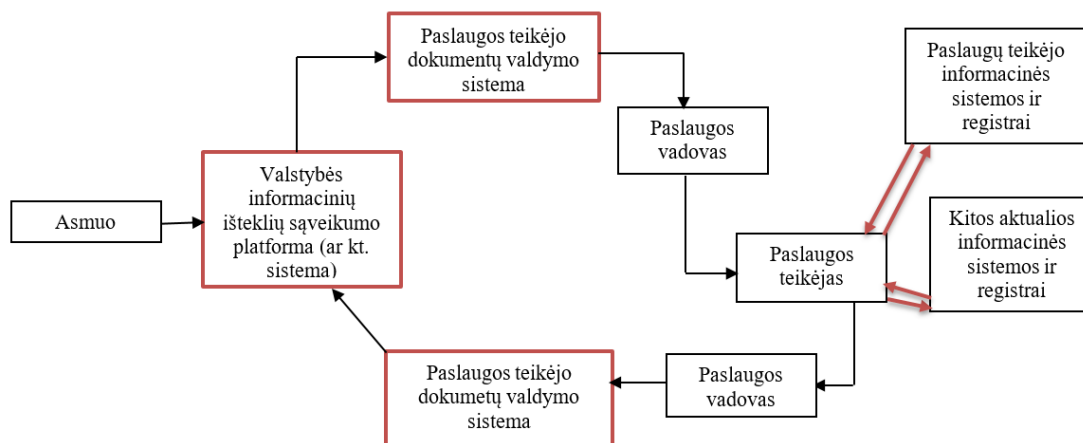 Paslaugos teikėjo
dokumentų valdymo
sistema
Paslaugų teikėjo
informacinės
sistemos ir
registrai
Paslaugos
vadovas
Valstybės
informacinių
išteklių sąveikumo
platforma (ar kt.
sistema)
Asmuo
Kitos aktualios
informacinės
sistemos ir
registrai
Paslaugos
teikėjas
Paslaugos teikėjo
dokumetų valdymo
sistema
Paslaugos
vadovas